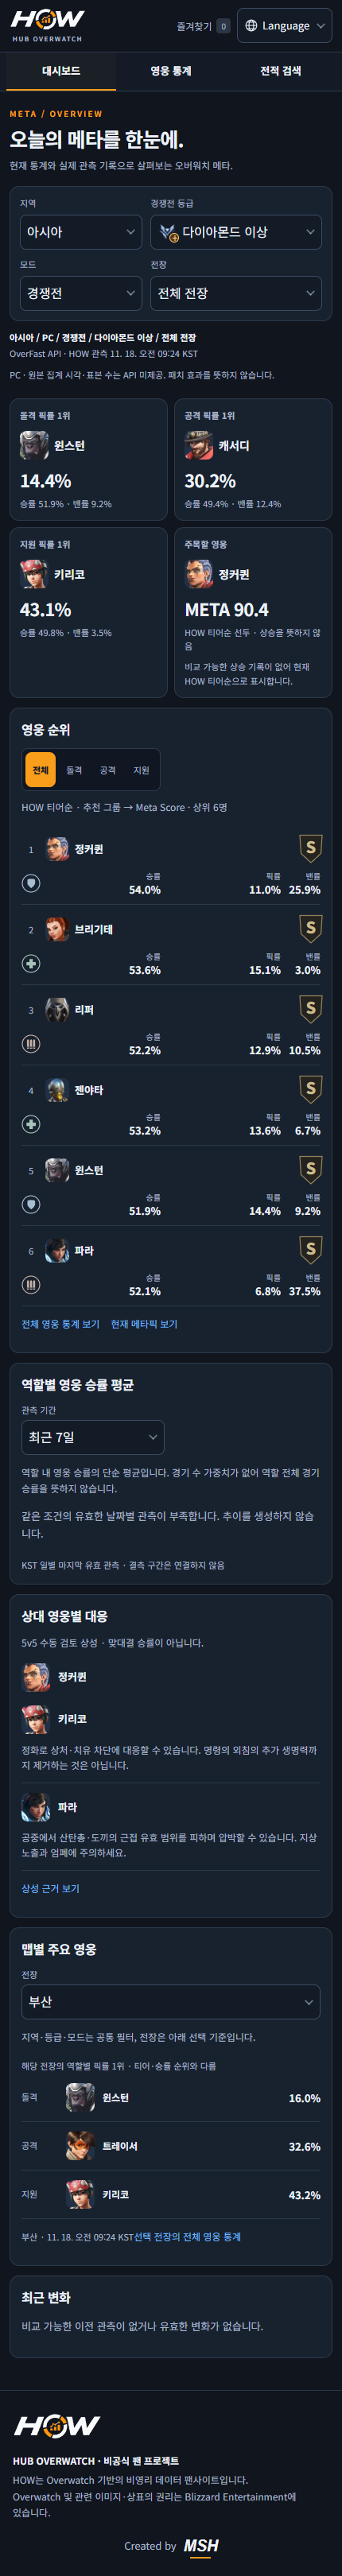 HOW
HUB OVERWATCH
즐겨찾기 0
Language
대시보드 영웅 통계 전적 검색
META / OVERVIEW
오늘의 메타를 한눈에.
현재 통계와 실제 관측 기록으로 살펴보는 오버워치 메타.
지역 경쟁전 등급
아시아 다이아몬드 이상
모드 전장
경쟁전 전체 전장
아시아 / PC / 경쟁전 / 다이아몬드 이상 / 전체 전장
OverFast API · HOW 관측 11. 18. 오전 09:24 KST
PC · 원본 집계 시각·표본 수는 API 미제공. 패치 효과를 뜻하지 않습니다.
돌격 픽률 1위
윈스턴
14.4%
승률 51.9% · 밴률 9.2%
공격 픽률 1위
캐서디
30.2%
승률 49.4% · 밴률 12.4%
지원 픽률 1위
키리코
43.1%
승률 49.8% · 밴률 3.5%
주목할 영웅
정커퀸
META 90.4
HOW 티어순 선두 · 상승을 뜻하지 않
음
비교 가능한 상승 기록이 없어 현재
HOW 티어순으로 표시합니다.
영웅 순위
전체 돌격 공격 지원
HOW 티어순 · 추천 그룹 → Meta Score · 상위 6명
1 정커퀸 S
승률 픽률 밴률
54.0% 11.0% 25.9%
2 브리기테 S
승률 픽률 밴률
53.6% 15.1% 3.0%
3 리퍼 S
승률 픽률 밴률
52.2% 12.9% 10.5%
4 젠야타 S
승률 픽률 밴률
53.2% 13.6% 6.7%
5 윈스턴 S
승률 픽률 밴률
51.9% 14.4% 9.2%
6 파라 S
승률 픽률 밴률
52.1% 6.8% 37.5%
전체 영웅 통계 보기 현재 메타픽 보기
역할별 영웅 승률 평균
관측 기간
최근 7일
역할 내 영웅 승률의 단순 평균입니다. 경기 수 가중치가 없어 역할 전체 경기
승률을 뜻하지 않습니다.
같은 조건의 유효한 날짜별 관측이 부족합니다. 추이를 생성하지 않습
니다.
KST 일별 마지막 유효 관측 · 결측 구간은 연결하지 않음
상대 영웅별 대응
5v5 수동 검토 상성 · 맞대결 승률이 아닙니다.
정커퀸
키리코
정화로 상처·치유 차단에 대응할 수 있습니다. 명령의 외침의 추가 생명력까
지 제거하는 것은 아닙니다.
파라
공중에서 산탄총·도끼의 근접 유효 범위를 피하며 압박할 수 있습니다. 지상
노출과 엄폐에 주의하세요.
상성 근거 보기
맵별 주요 영웅
전장
부산
지역·등급·모드는 공통 필터, 전장은 아래 선택 기준입니다.
해당 전장의 역할별 픽률 1위 · 티어·승률 순위와 다름
돌격 윈스턴 16.0%
공격 트레이서 32.6%
지원 키리코 43.2%
부산 · 11. 18. 오전 09:24 KST선택 전장의 전체 영웅 통계
최근 변화
비교 가능한 이전 관측이 없거나 유효한 변화가 없습니다.
HOW
HUB OVERWATCH · 비공식 팬 프로젝트
HOW는 Overwatch 기반의 비영리 데이터 팬사이트입니다.
Overwatch 및 관련 이미지·상표의 권리는 Blizzard Entertainment에
있습니다.
Created by MSH